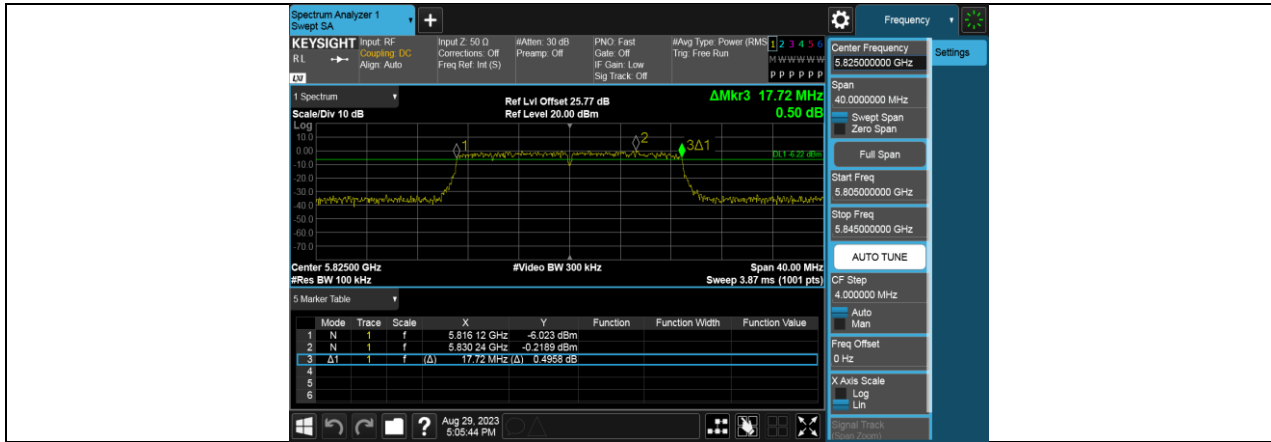 Spectrum Analyzer 1
Swept SA
+
Frequency
KEYSIGHT
RL
LXI
Input: RF
Coupling: DC
Align: Auto
Input Z: 50 Ω
Corrections: Off
Freq Ref: Int (S)
#Atten: 30 dB
Preamp: Off
PNO: Fast
Gate: Off
IF Gain: Low
Sig Track: Off
#Avg Type: Power (RMS
Trig: Free Run
1 2 3 4 5 6
M W W W W W
P P P P P P
1 Spectrum
Scale/Div 10 dB
Ref Lvl Offset 25.77 dB
Ref Level 20.00 dBm
ΔMkr3 17.72 MHz
0.50 dB
Log
10.0
0.00
-10.0
-20.0
-30.0
-40.0
-50.0
-60.0
-70.0
1
2
3Δ1
DL1 -6.22 dBm
Center 5.82500 GHz
#Res BW 100 kHz
#Video BW 300 kHz
Span 40.00 MHz
Sweep 3.87 ms (1001 pts)
5 Marker Table
Mode Trace Scale X Y Function Function Width Function Value
1 N 1 f 5.816 12 GHz -6.023 dBm
2 N 1 f 5.830 24 GHz -0.2189 dBm
3 Δ1 1 f (Δ) 17.72 MHz (Δ) 0.4958 dB
4
5
6
?
Aug 29, 2023
5:05:44 PM
Center Frequency
5.825000000 GHz
Settings
Span
40.0000000 MHz
Swept Span
Zero Span
Full Span
Start Freq
5.805000000 GHz
Stop Freq
5.845000000 GHz
AUTO TUNE
CF Step
4.000000 MHz
Auto
Man
Freq Offset
0 Hz
X Axis Scale
Log
Lin
Signal Track
(Span Zoom)